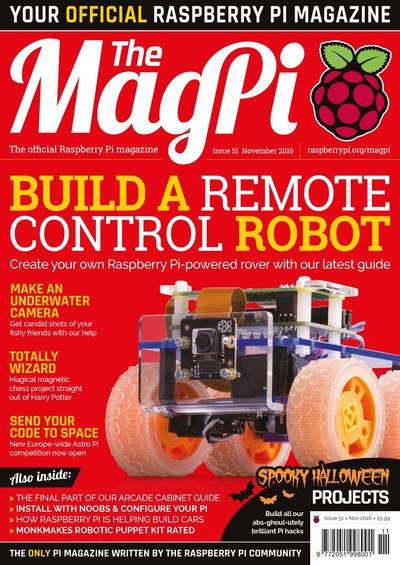 YOUR OFFICIAL RASPBERRY PI MAGAZINE
The
MagPi
The official Raspberry Pi magazine
Issue 51 November 2016
raspberrypi.org/magpi
BUILD A REMOTE
CONTROL ROBOT
Create your own Raspberry Pi-powered rover with our latest guide
MAKE AN
UNDERWATER
CAMERA
Get candid shots of your
fishy friends with our help
TOTALLY
WIZARD
Magical magnetic
chess project straight
out of Harry Potter
SEND YOUR
CODE TO SPACE
New Europe-wide Astro Pi
competition now open
Also inside:
> THE FINAL PART OF OUR ARCADE CABINET GUIDE
> INSTALL WITH NOOBS & CONFIGURE YOUR PI
> HOW RASPBERRY PI IS HELPING BUILD CARS
> MONKMAKES ROBOTIC PUPPET KIT RATED
SPOOKY HALLOWEEN
PROJECTS
Build all our
abs-ghoul-utely
brilliant Pi hacks
Issue 51 • Nov 2016 • £5.99
11
9 772051 998001
THE ONLY PI MAGAZINE WRITTEN BY THE RASPBERRY PI COMMUNITY